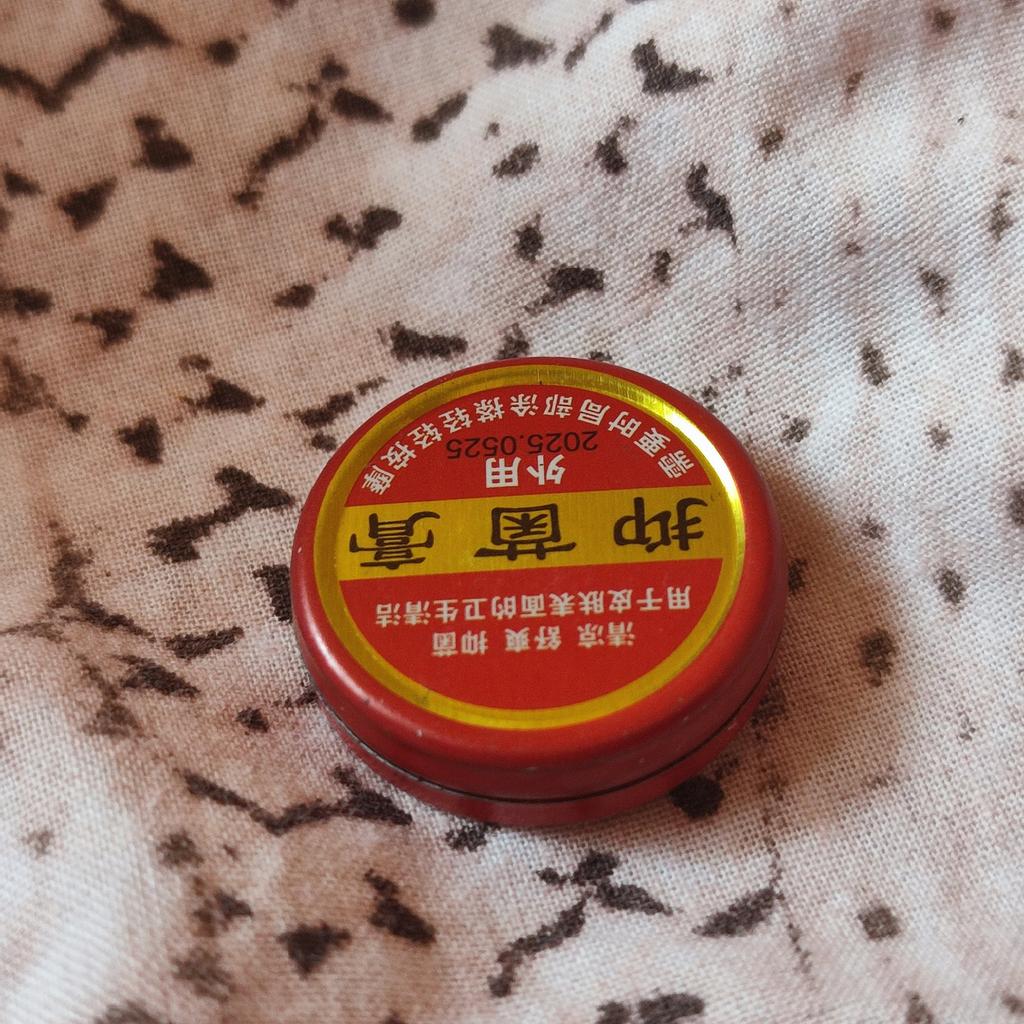 清凉 舒爽 抑菌
用于皮肤表面的卫生清洁
抑菌膏
外用
2025.0525
需要时局部涂搽轻轻按摩